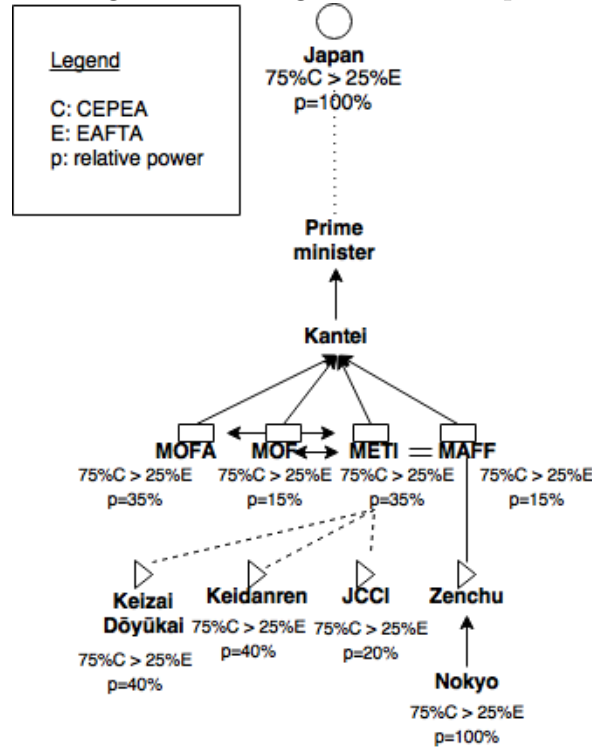 Legend
C: CEPEA
E: EAFTA
p: relative power
Japan
75%C > 25%E
p=100%
Prime
minister
Kantei
MOFA MOF METI = MAFF
75%C > 25%E 75%C > 25%E 75%C > 25%E 75%C > 25%E
p=35% p=15% p=35% p=15%
Keizai
Dōyūkai
75%C > 25%E
p=40%
Keidanren
75%C > 25%E
p=40%
JCCI
75%C > 25%E
p=20%
Zenchu
Nokyo
75%C > 25%E
p=100%